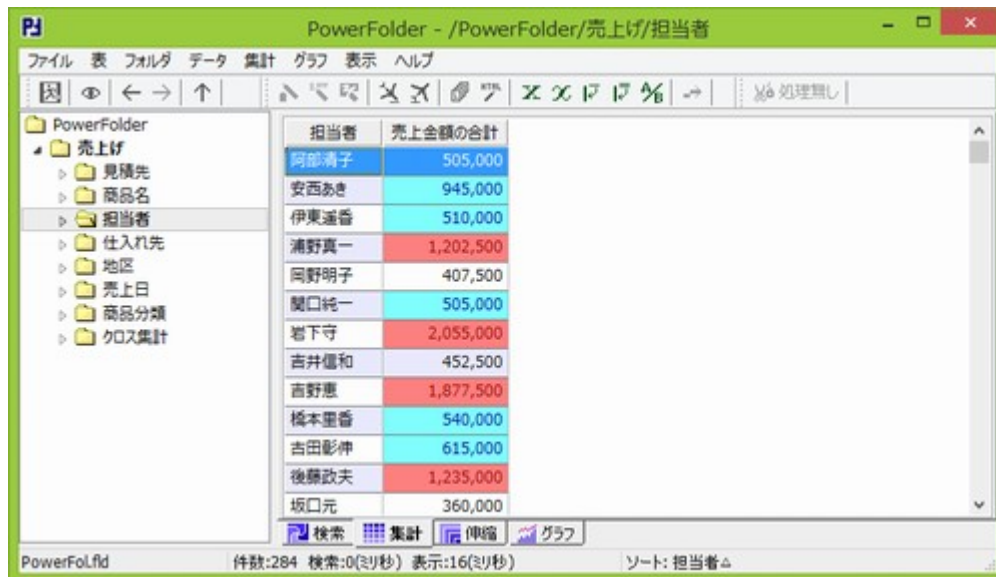 PowerFolder - /PowerFolder/売上げ/担当者
ファイル 表 フォルダ データ 集計 グラフ 表示 ヘルプ
処理無し
PowerFolder
売上げ
見積先
商品名
担当者
仕入れ先
地区
売上日
商品分類
クロス集計
担当者 売上金額の合計
阿部清子 505,000
安西あき 945,000
伊東遥香 510,000
浦野真一 1,202,500
岡野明子 407,500
関口純一 505,000
岩下守 2,055,000
吉井信和 452,500
吉野恵 1,877,500
橋本里香 540,000
古田彰伸 615,000
後藤政夫 1,235,000
坂口元 360,000
検索 集計 伸縮 グラフ
PowerFol.fld 件数:284 検索:0(ミリ秒) 表示:16(ミリ秒) ソート: 担当者△